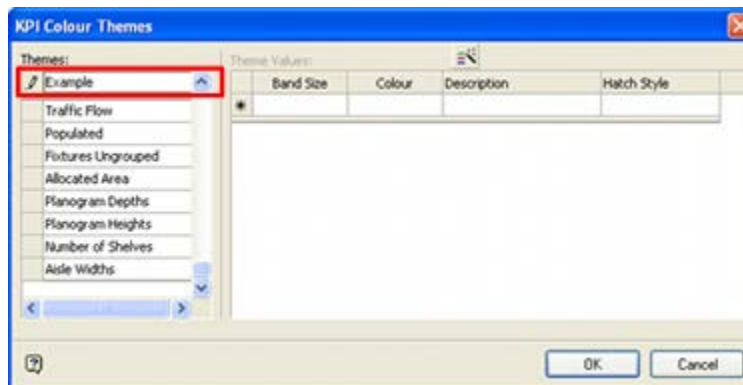 KPI Colour Themes
Themes:
Theme Values:
Example
Band Size Colour Description Hatch Style
Traffic Flow
Populated
Fixtures Ungrouped
Allocated Area
Planogram Depths
Planogram Heights
Number of Shelves
Aisle Widths
OK Cancel